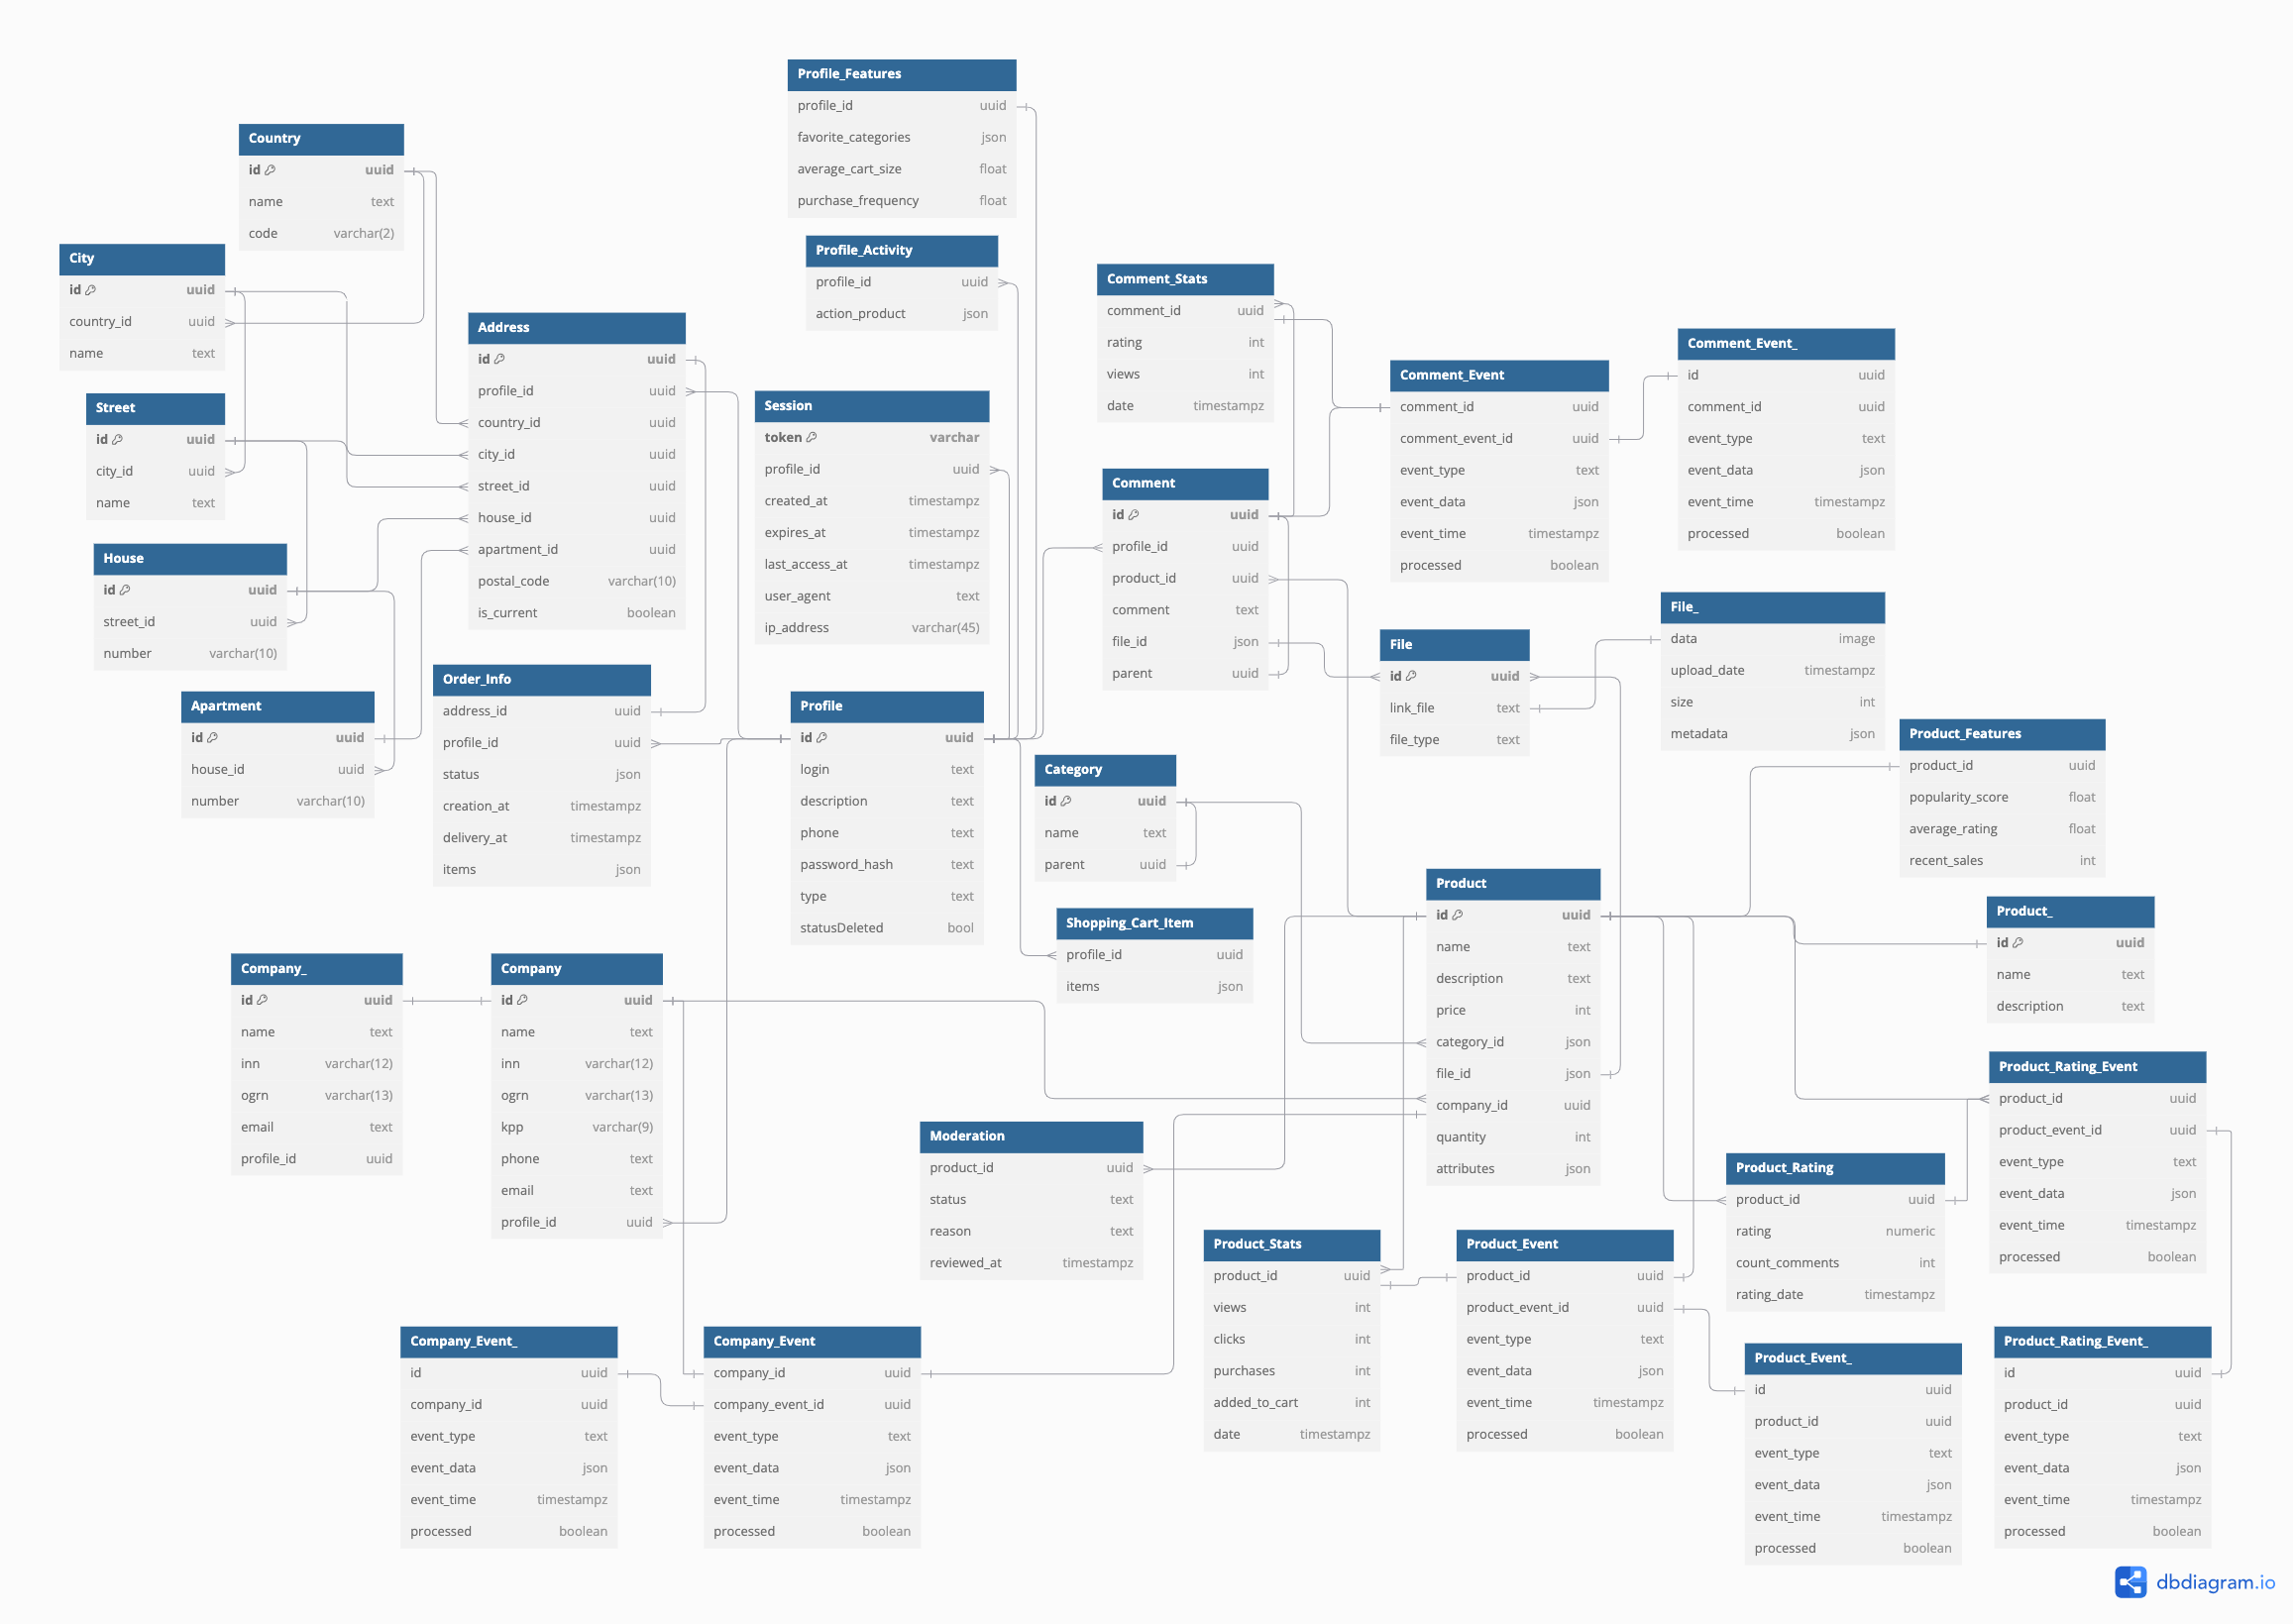 Profile_Features
profile_id uuid
favorite_categories json
average_cart_size float
purchase_frequency float
Country
id uuid
name text
code varchar(2)
Profile_Activity
profile_id uuid
action_product json
City
id uuid
country_id uuid
name text
Comment_Stats
comment_id uuid
rating int
views int
date timestampz
Address
id uuid
profile_id uuid
country_id uuid
city_id uuid
street_id uuid
house_id uuid
apartment_id uuid
postal_code varchar(10)
is_current boolean
Comment_Event_
id uuid
comment_id uuid
event_type text
event_data json
event_time timestampz
processed boolean
Comment_Event
comment_id uuid
comment_event_id uuid
event_type text
event_data json
event_time timestampz
processed boolean
Street
id uuid
city_id uuid
name text
Session
token varchar
profile_id uuid
created_at timestampz
expires_at timestampz
last_access_at timestampz
user_agent text
ip_address varchar(45)
Comment
id uuid
profile_id uuid
product_id uuid
comment text
file_id json
parent uuid
House
id uuid
street_id uuid
number varchar(10)
File_
data image
upload_date timestampz
size int
metadata json
File
id uuid
link_file text
file_type text
Order_Info
address_id uuid
profile_id uuid
status json
creation_at timestampz
delivery_at timestampz
items json
Apartment
id uuid
house_id uuid
number varchar(10)
Profile
id uuid
login text
description text
phone text
password_hash text
type text
statusDeleted bool
Product_Features
product_id uuid
popularity_score float
average_rating float
recent_sales int
Category
id uuid
name text
parent uuid
Product
id uuid
name text
description text
price int
category_id json
file_id json
company_id uuid
quantity int
attributes json
Product_
id uuid
name text
description text
Shopping_Cart_Item
profile_id uuid
items json
Company_
id uuid
name text
inn varchar(12)
ogrn varchar(13)
email text
profile_id uuid
Company
id uuid
name text
inn varchar(12)
ogrn varchar(13)
kpp varchar(9)
phone text
email text
profile_id uuid
Product_Rating_Event
product_id uuid
product_event_id uuid
event_type text
event_data json
event_time timestampz
processed boolean
Moderation
product_id uuid
status text
reason text
reviewed_at timestampz
Product_Rating
product_id uuid
rating numeric
count_comments int
rating_date timestampz
Product_Stats
product_id uuid
views int
clicks int
purchases int
added_to_cart int
date timestampz
Product_Event
product_id uuid
product_event_id uuid
event_type text
event_data json
event_time timestampz
processed boolean
Company_Event_
id uuid
company_id uuid
event_type text
event_data json
event_time timestampz
processed boolean
Company_Event
company_id uuid
company_event_id uuid
event_type text
event_data json
event_time timestampz
processed boolean
Product_Event_
id uuid
product_id uuid
event_type text
event_data json
event_time timestampz
processed boolean
Product_Rating_Event_
id uuid
product_id uuid
event_type text
event_data json
event_time timestampz
processed boolean
dbdiagram.io